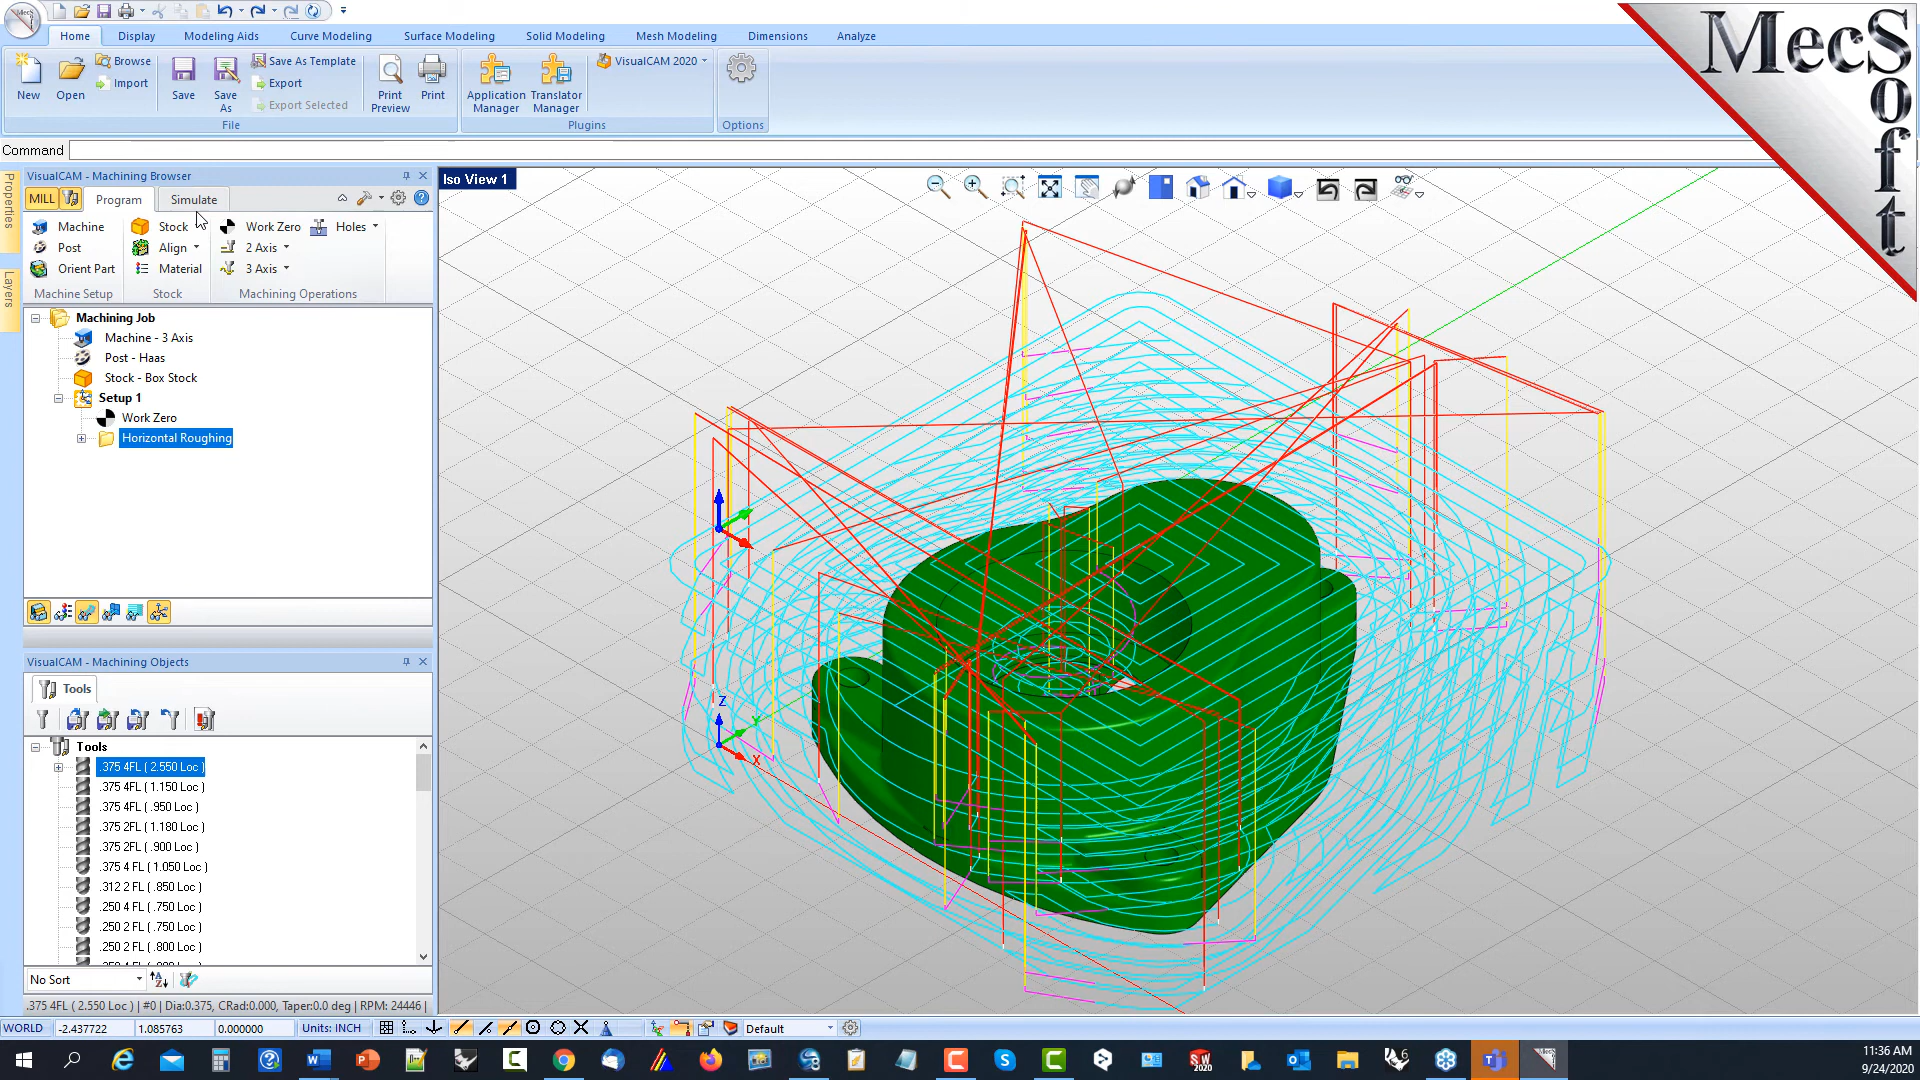 Home Display Modeling Aids Curve Modeling Surface Modeling Solid Modeling Mesh Modeling Dimensions Analyze
New Open Browse Import Save Save As Save As Template Export Export Selected Print Preview Print Application Manager Translator Manager VisualCAM 2020
File Plugins Options
Command
MecSoft
Properties
Layers
VisualCAM - Machining Browser
MILL Program Simulate
Machine Stock Work Zero Holes
Post Align 2 Axis
Orient Part Material 3 Axis
Machine Setup Stock Machining Operations
Machining Job
Machine - 3 Axis
Post - Haas
Stock - Box Stock
Setup 1
Work Zero
Horizontal Roughing
Iso View 1
Z
Y
X
VisualCAM - Machining Objects
Tools
Tools
.375 4FL ( 2.550 Loc )
.375 4FL ( 1.150 Loc )
.375 4FL ( .950 Loc )
.375 2FL ( 1.180 Loc )
.375 2FL ( .900 Loc )
.375 4 FL ( 1.050 Loc )
.312 2 FL ( .850 Loc )
.250 4 FL ( .750 Loc )
.250 2 FL ( .750 Loc )
.250 2 FL ( .800 Loc )
No Sort
.375 4FL ( 2.550 Loc ) | #0 | Dia:0.375, CRad:0.000, Taper:0.0 deg | RPM: 24446 |
WORLD -2.437722 1.085763 0.000000 Units: INCH Default
11:36 AM
9/24/2020